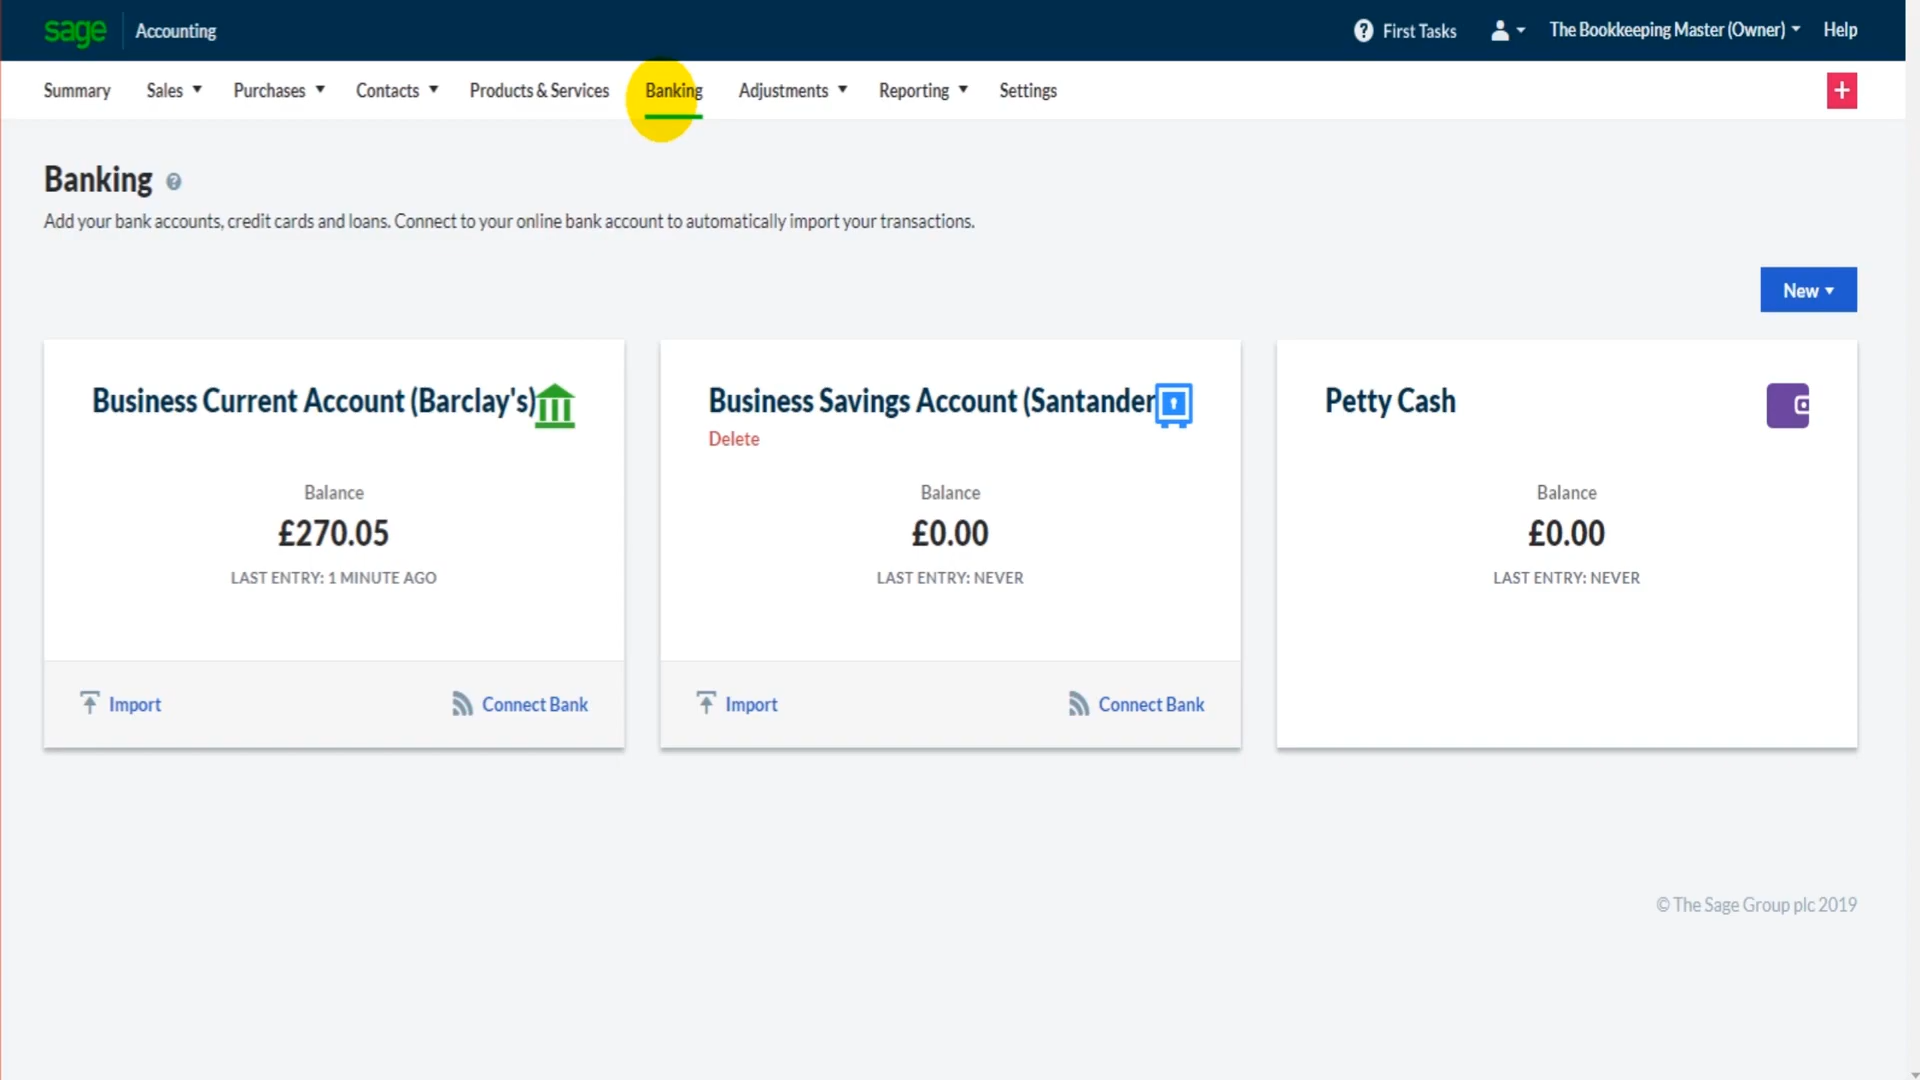 sage Accounting First Tasks The Bookkeeping Master (Owner) Help
Summary Sales Purchases Contacts Products & Services Banking Adjustments Reporting Settings
Banking
Add your bank accounts, credit cards and loans. Connect to your online bank account to automatically import your transactions.
New
Business Current Account (Barclay's)
Balance
£270.05
LAST ENTRY: 1 MINUTE AGO
Import Connect Bank
Business Savings Account (Santander
Delete
Balance
£0.00
LAST ENTRY: NEVER
Import Connect Bank
Petty Cash
Balance
£0.00
LAST ENTRY: NEVER
© The Sage Group plc 2019